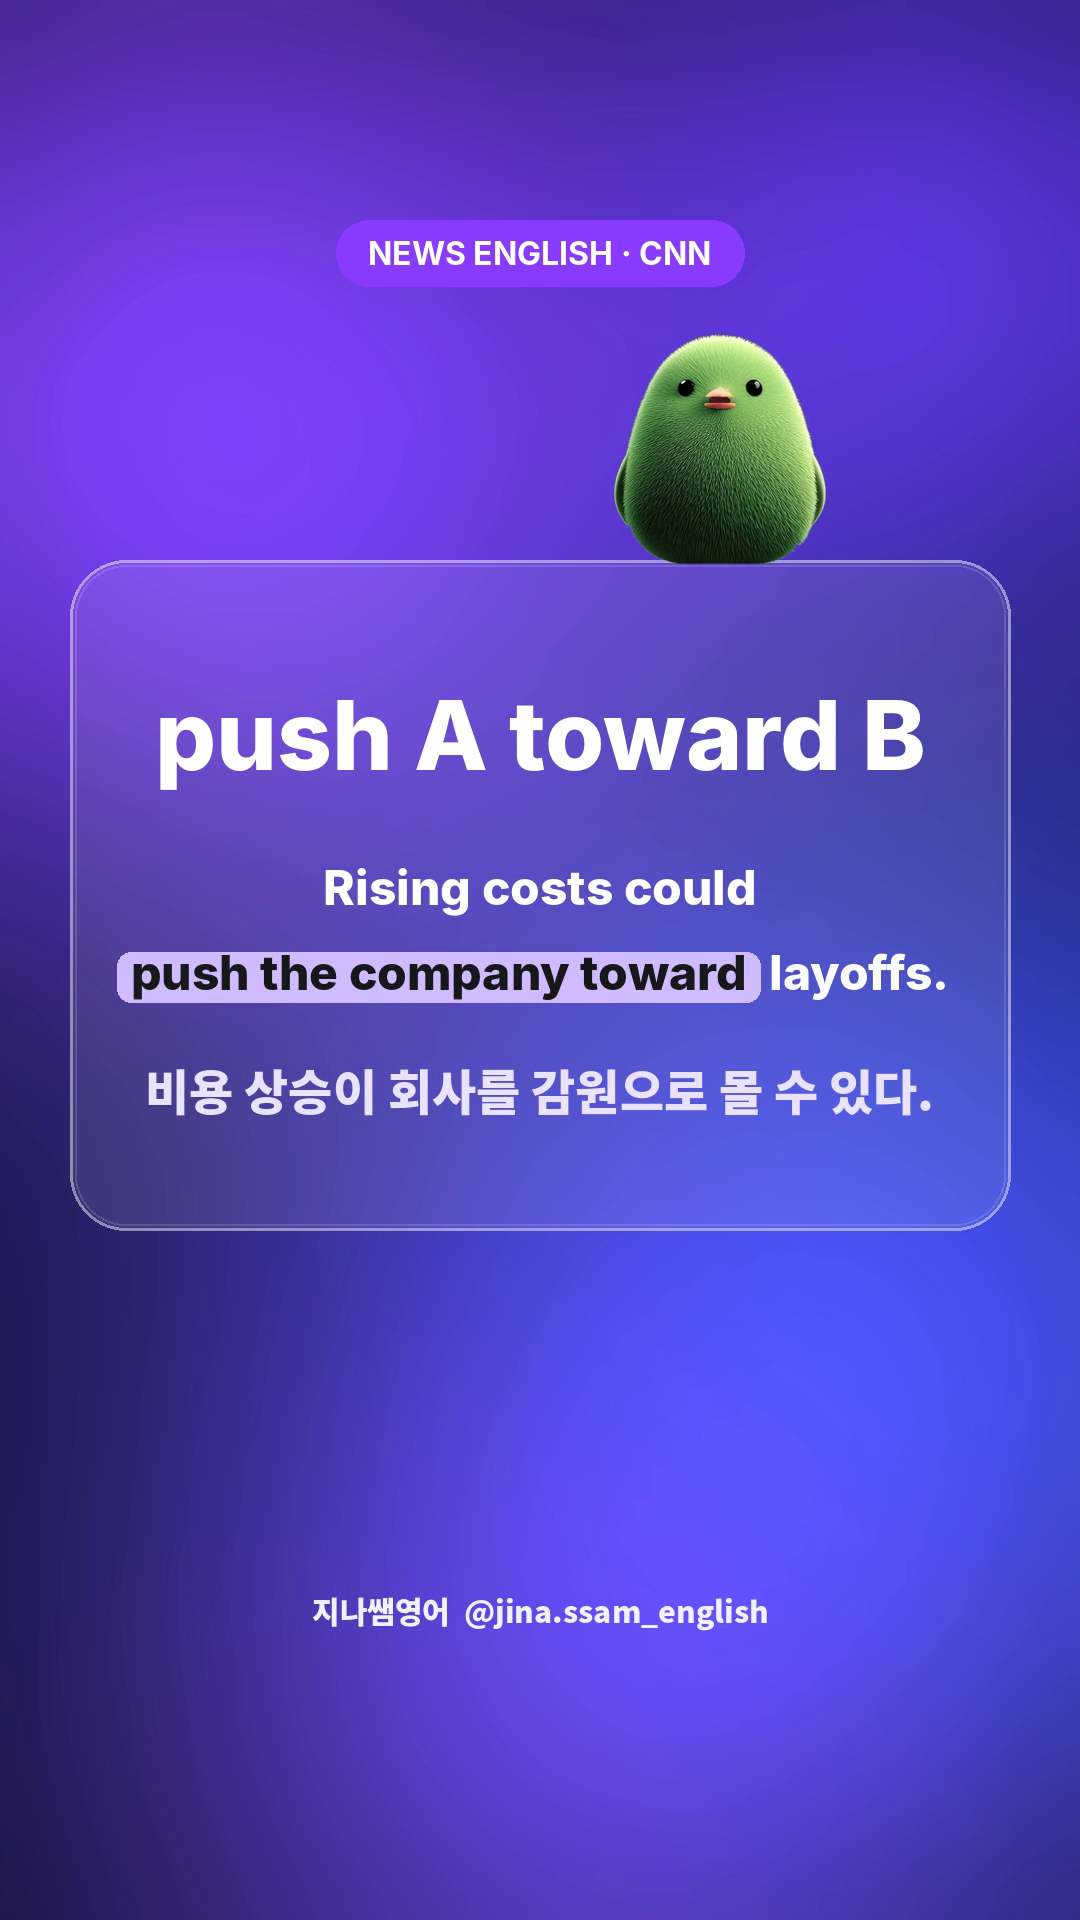 NEWS ENGLISH · CNN
push A toward B
Rising costs could
push the company toward layoffs.
비용 상승이 회사를 감원으로 몰 수 있다.
지나쌤영어 @jina.ssam_english